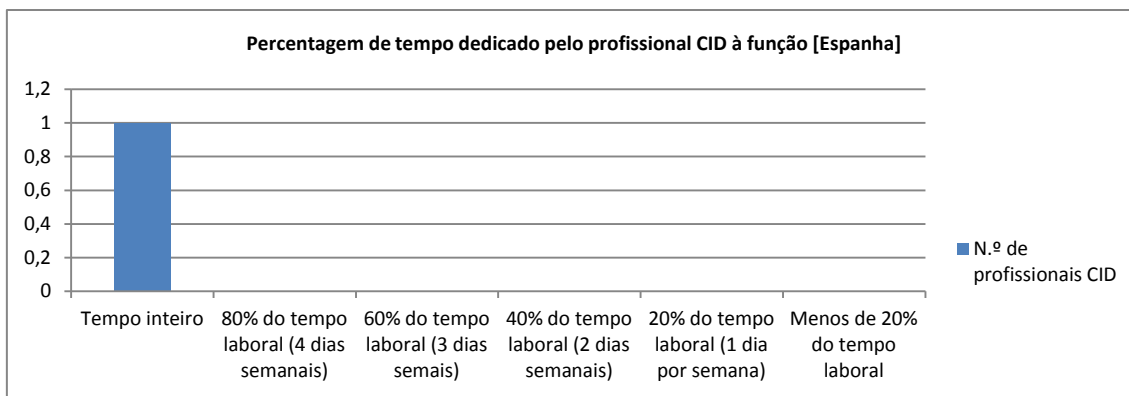 Percentagem de tempo dedicado pelo profissional CID à função [Espanha]
1,2
1
0,8
0,6
0,4
0,2
0
Tempo inteiro
80% do tempo
laboral (4 dias
semanais)
60% do tempo
laboral (3 dias
semais)
40% do tempo
laboral (2 dias
semanais)
20% do tempo
laboral (1 dia
por semana)
Menos de 20%
do tempo
laboral
N.º de
profissionais CID